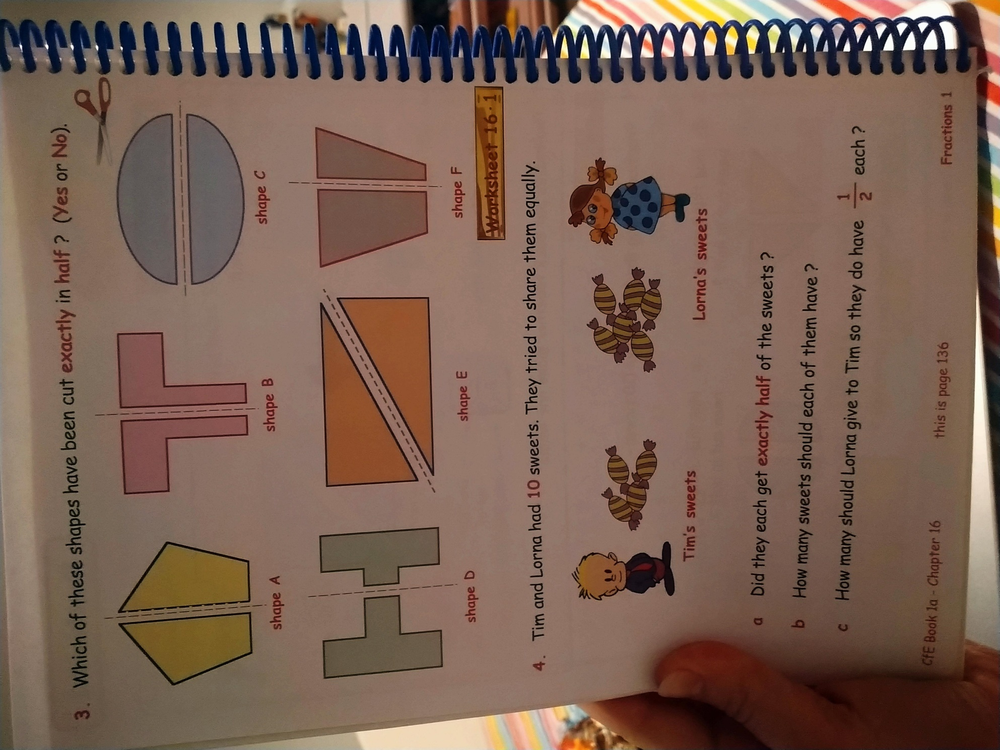 3. Which of these shapes have been cut exactly in half ? (Yes or No).
shape A
shape B
shape C
shape D
shape E
shape F
Worksheet 16·1
4. Tim and Lorna had 10 sweets. They tried to share them equally.
Tim's sweets
Lorna's sweets
a Did they each get exactly half of the sweets ?
b How many sweets should each of them have ?
c How many should Lorna give to Tim so they do have 1/2 each ?
CfE Book 1a - Chapter 16
this is page 136
Fractions 1